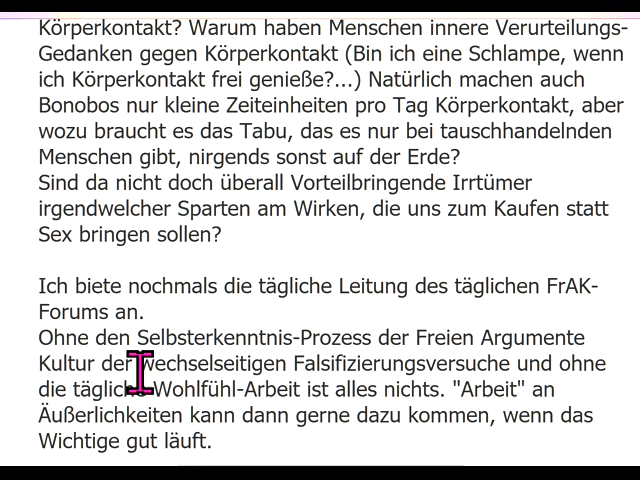 Körperkontakt? Warum haben Menschen innere Verurteilungs-
Gedanken gegen Körperkontakt (Bin ich eine Schlampe, wenn
ich Körperkontakt frei genieße?...) Natürlich machen auch
Bonobos nur kleine Zeiteinheiten pro Tag Körperkontakt, aber
wozu braucht es das Tabu, das es nur bei tauschhandelnden
Menschen gibt, nirgends sonst auf der Erde?
Sind da nicht doch überall Vorteilbringende Irrtümer
irgendwelcher Sparten am Wirken, die uns zum Kaufen statt
Sex bringen sollen?
Ich biete nochmals die tägliche Leitung des täglichen FrAK-
Forums an.
Ohne den Selbsterkenntnis-Prozess der Freien Argumente
Kultur der wechselseitigen Falsifizierungsversuche und ohne
die tägliche Wohlfühl-Arbeit ist alles nichts. "Arbeit" an
Äußerlichkeiten kann dann gerne dazu kommen, wenn das
Wichtige gut läuft.